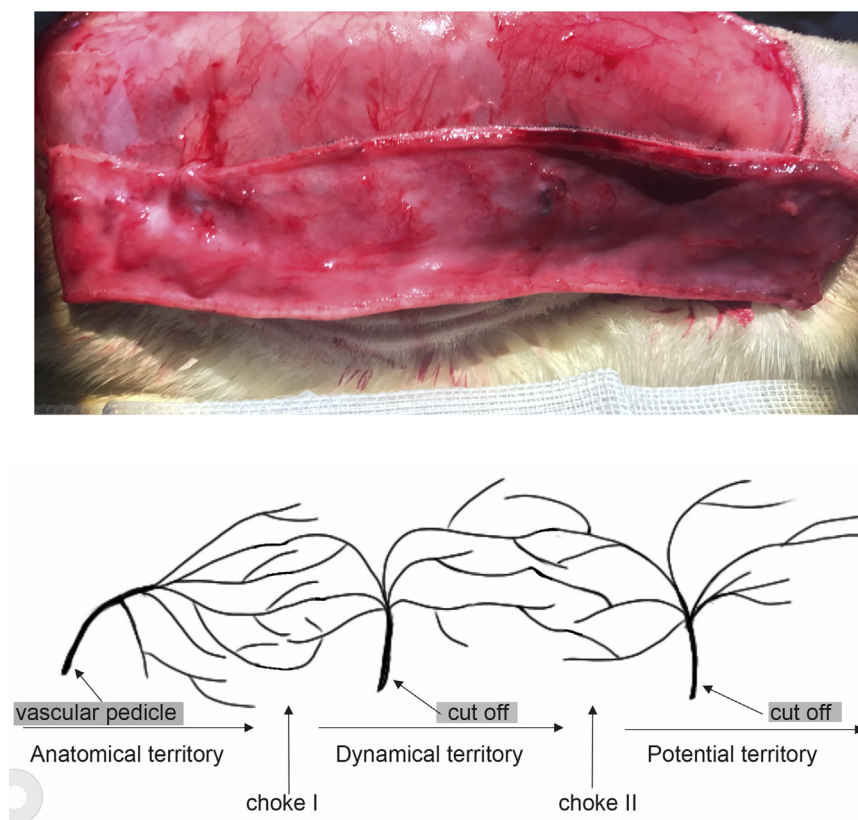 vascular pedicle
cut off
cut off
Anatomical territory
Dynamical territory
Potential territory
choke I
choke II